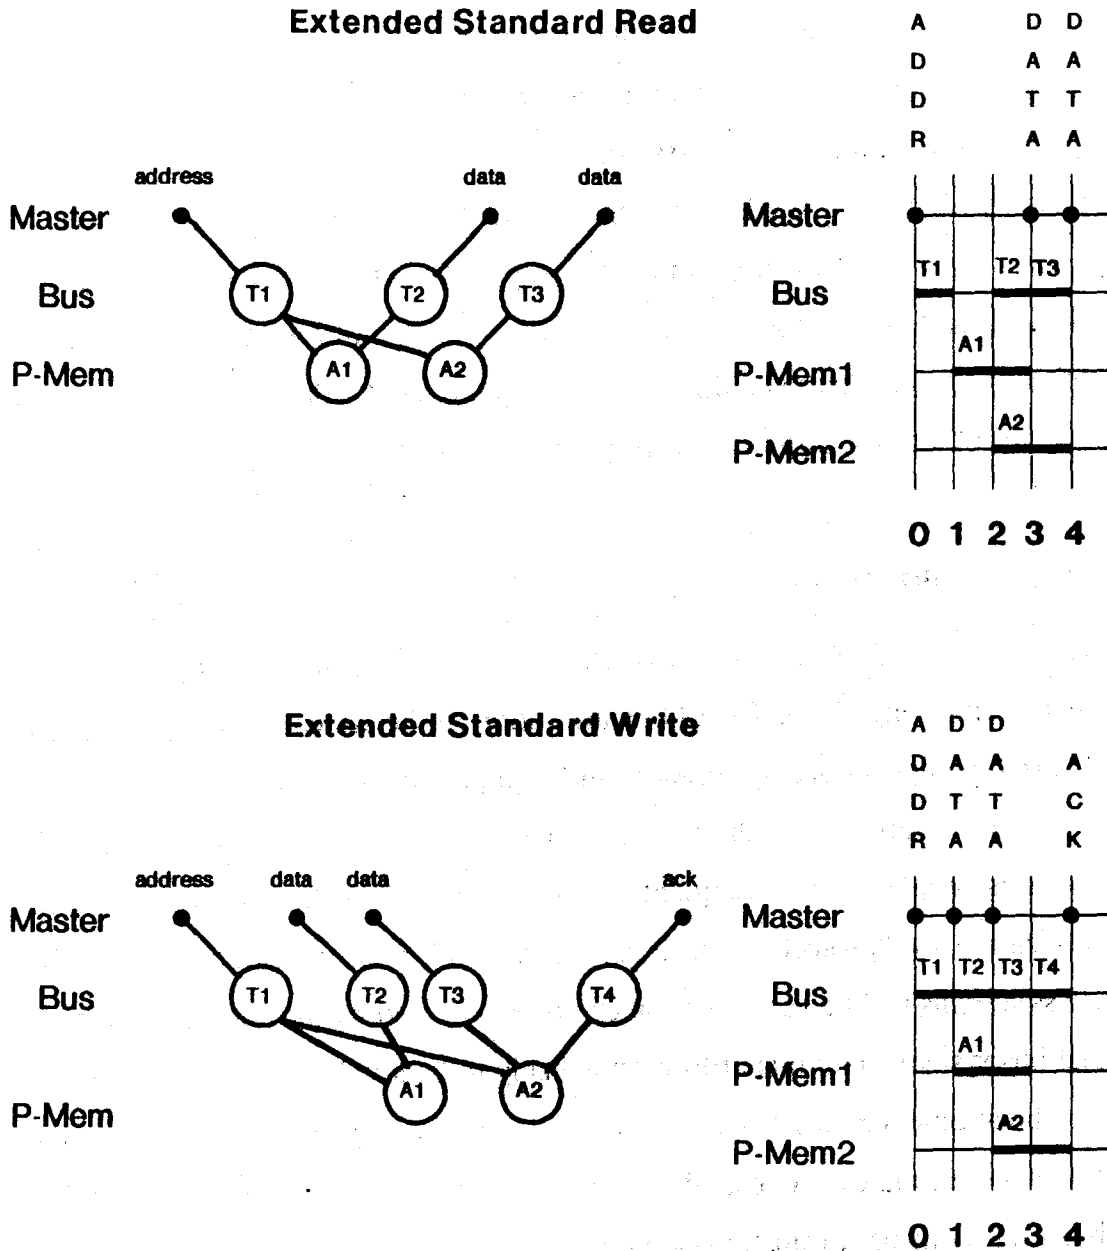 Extended Standard Read
address data data
Master
Bus
P-Mem
T1 T2 T3
A1 A2
A D D
D A A
D T T
R A A
Master
T1 T2 T3
Bus
A1
P-Mem1
A2
P-Mem2
0 1 2 3 4
Extended Standard Write
address data data ack
Master
Bus
P-Mem
T1 T2 T3 T4
A1 A2
A D D
D A A A
D T T C
R A A K
Master
T1 T2 T3 T4
Bus
A1
P-Mem1
A2
P-Mem2
0 1 2 3 4